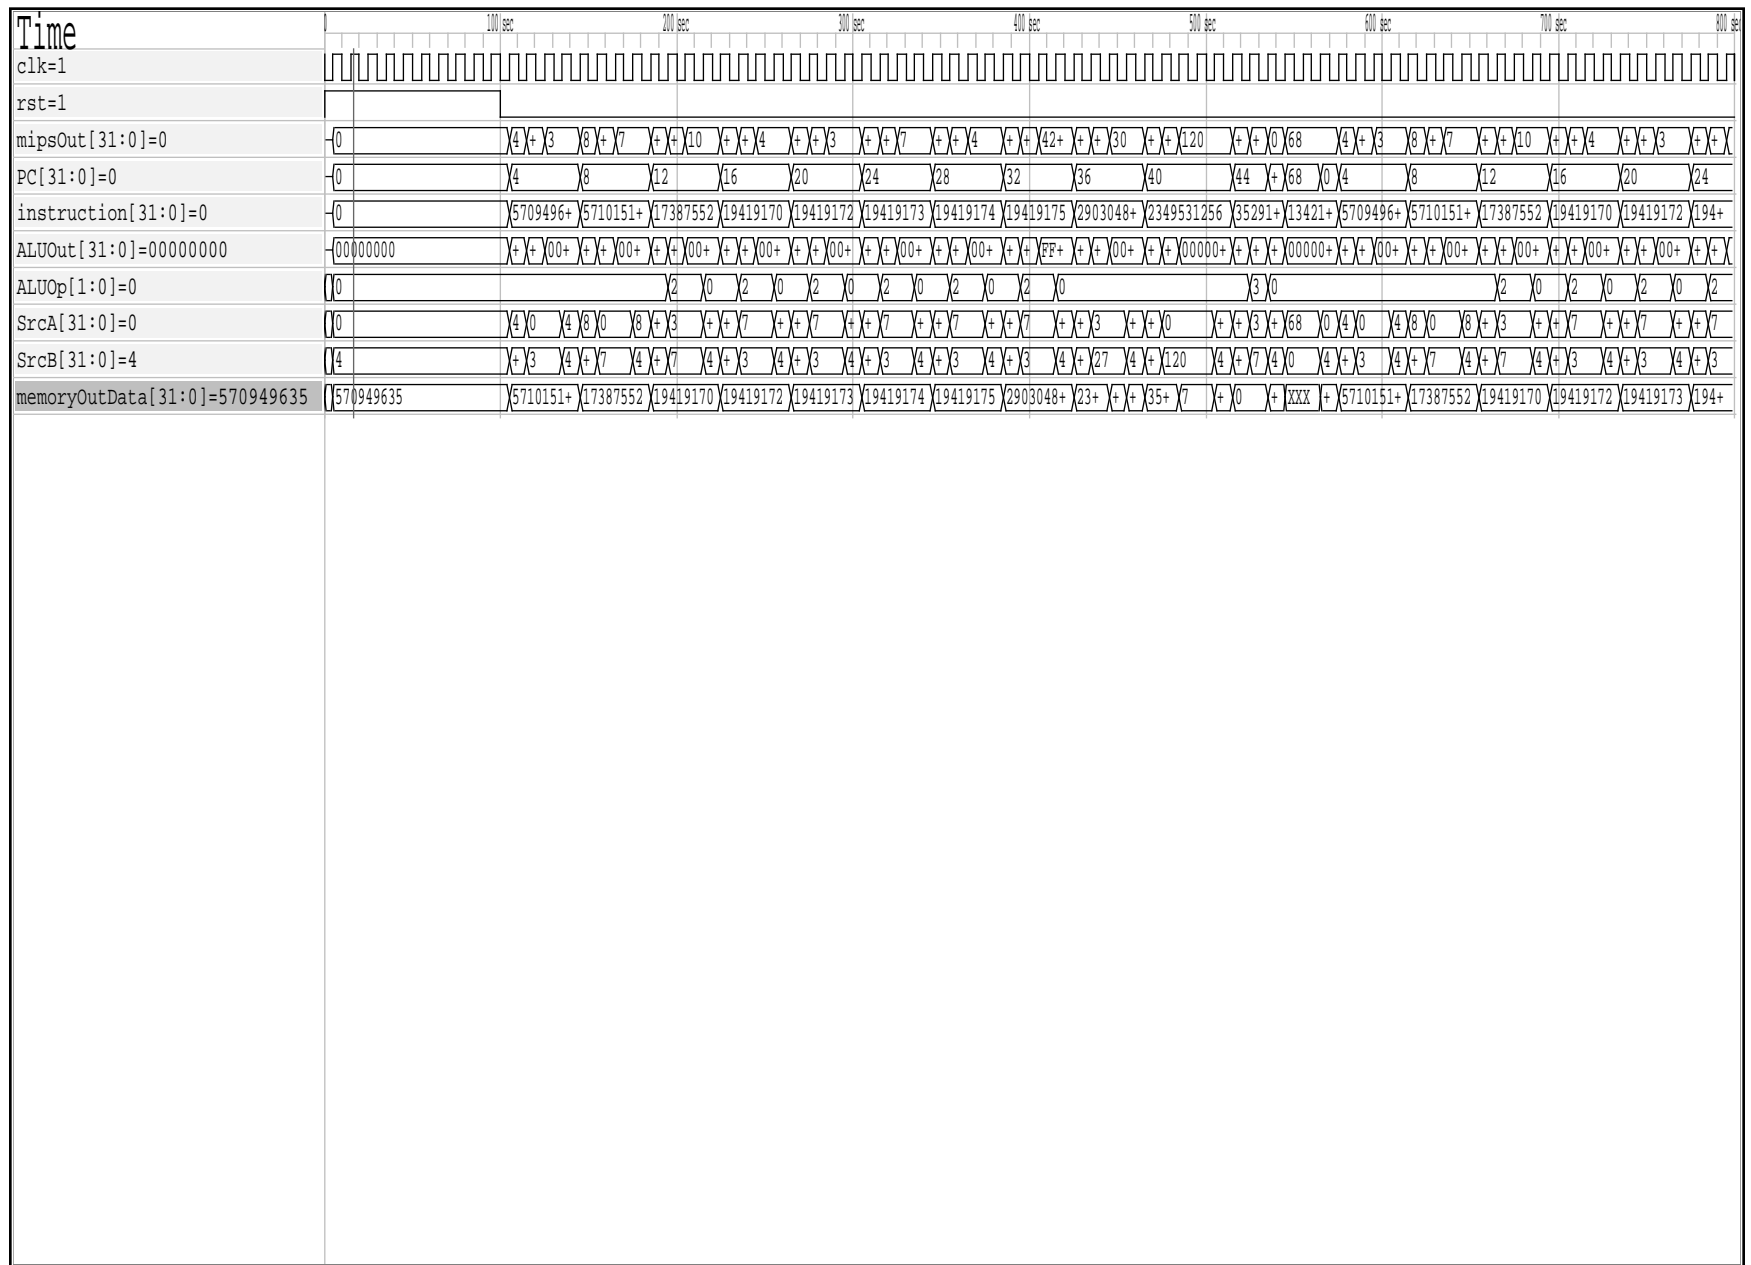 Time
0 100 sec 200 sec 300 sec 400 sec 500 sec 600 sec 700 sec 800 sec
clk=1
rst=1
mipsOut[31:0]=0 0 4 + 3 8 + 7 + + 10 + + 4 + + 3 + + 7 + + 4 + + 42+ + + 30 + + 120 + + 0 68 4 + 3 8 + 7 + + 10 + + 4 + + 3 + +
PC[31:0]=0 0 4 8 12 16 20 24 28 32 36 40 44 + 68 0 4 8 12 16 20 24
instruction[31:0]=0 0 5709496+ 5710151+ 17387552 19419170 19419172 19419173 19419174 19419175 2903048+ 2349531256 35291+ 13421+ 5709496+ 5710151+ 17387552 19419170 19419172 194+
ALUOut[31:0]=00000000 00000000 + + 00+ + + 00+ + + 00+ + + 00+ + + 00+ + + 00+ + + 00+ + + FF+ + + 00+ + + 00000+ + + + 00000+ + + 00+ + + 00+ + + 00+ + + 00+ + + 00+ + +
ALUOp[1:0]=0 0 2 0 2 0 2 0 2 0 2 0 2 0 3 0 2 0 2 0 2 0 2
SrcA[31:0]=0 0 4 0 4 8 0 8 + 3 + + 7 + + 7 + + 7 + + 7 + + 7 + + 3 + + 0 + + 3 + 68 0 4 0 4 8 0 8 + 3 + + 7 + + 7 + + 7
SrcB[31:0]=4 4 + 3 4 + 7 4 + 7 4 + 3 4 + 3 4 + 3 4 + 3 4 + 3 4 + 27 4 + 120 4 + 7 4 0 4 + 3 4 + 7 4 + 7 4 + 3 4 + 3 4 + 3
memoryOutData[31:0]=570949635 570949635 5710151+ 17387552 19419170 19419172 19419173 19419174 19419175 2903048+ 23+ + + 35+ 7 + 0 + XXX + 5710151+ 17387552 19419170 19419172 19419173 194+